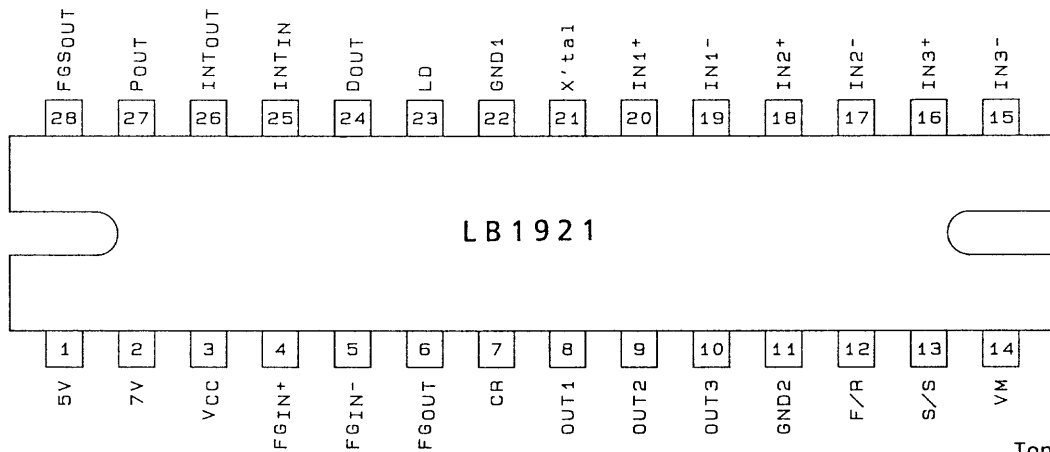 FGSOUT POUT INTOUT INTIN DOUT LD GND1 X'tal IN1+ IN1- IN2+ IN2- IN3+ IN3-
28 27 26 25 24 23 22 21 20 19 18 17 16 15
LB1921
1 2 3 4 5 6 7 8 9 10 11 12 13 14
5V 7V VCC FGIN+ FGIN- FGOUT CR OUT1 OUT2 OUT3 GND2 F/R S/S VM